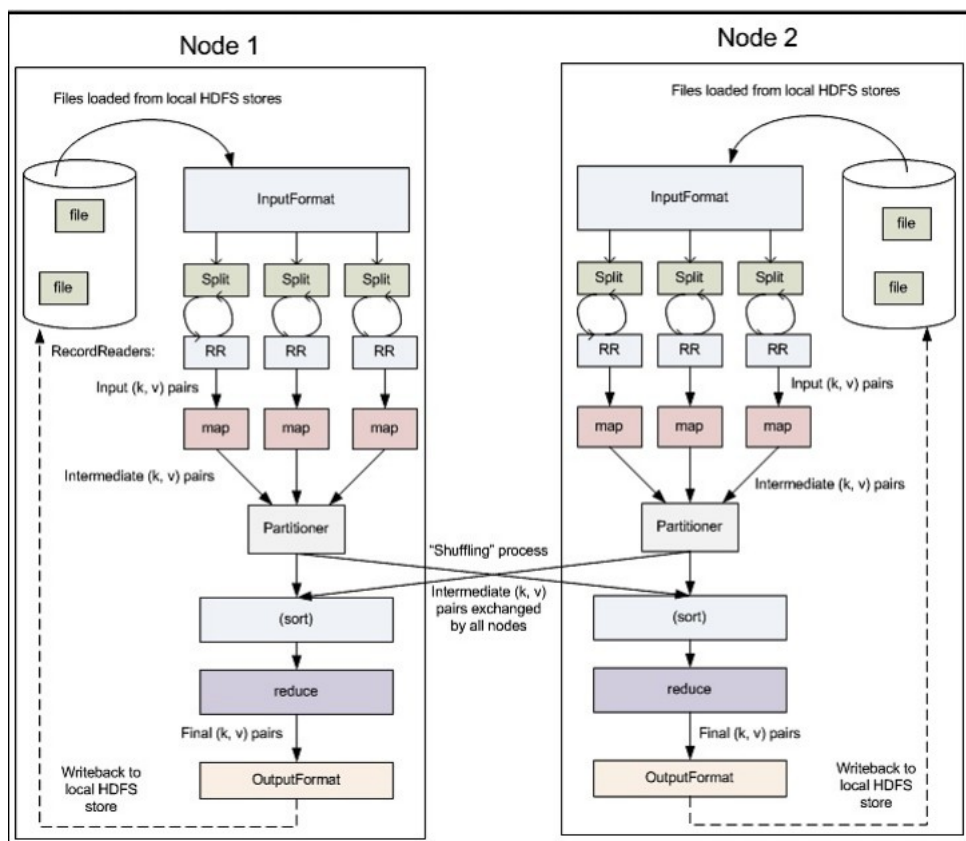 Node 1
Files loaded from local HDFS stores
file
file
InputFormat
Split
Split
Split
RecordReaders:
RR
RR
RR
Input (k, v) pairs
map
map
map
Intermediate (k, v) pairs
Partitioner
(sort)
reduce
Final (k, v) pairs
OutputFormat
Writeback to
local HDFS
store
"Shuffling" process
Intermediate (k, v)
pairs exchanged
by all nodes
Node 2
Files loaded from local HDFS stores
InputFormat
file
file
Split
Split
Split
RR
RR
RR
Input (k, v) pairs
map
map
map
Intermediate (k, v) pairs
Partitioner
(sort)
reduce
Final (k, v) pairs
OutputFormat
Writeback to
local HDFS
store